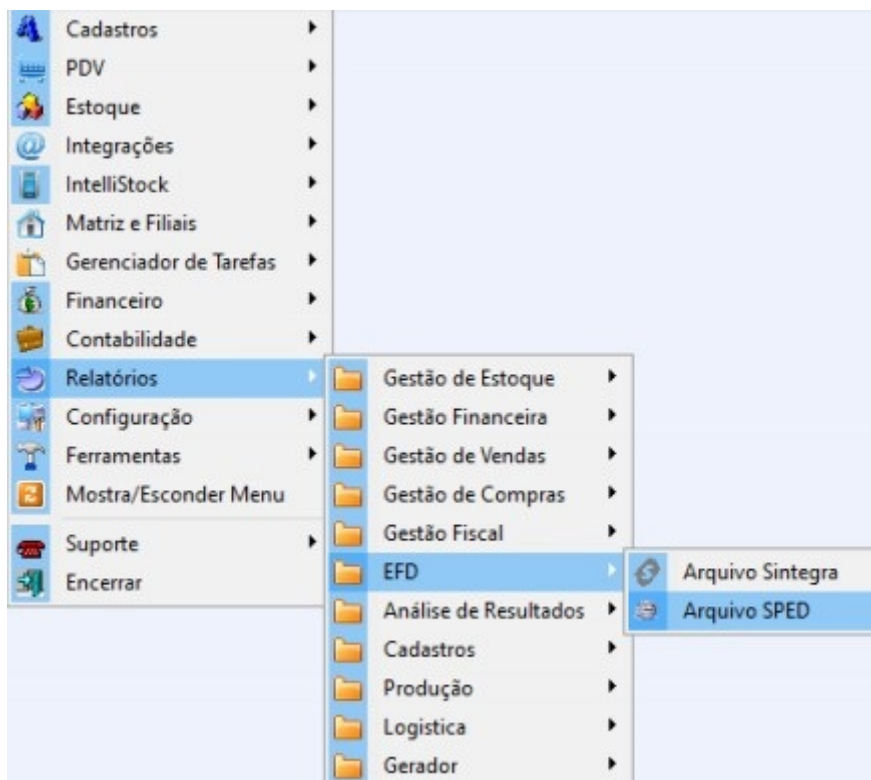 Cadastros
PDV
Estoque
Integrações
IntelliStock
Matriz e Filiais
Gerenciador de Tarefas
Financeiro
Contabilidade
Relatórios
Configuração
Ferramentas
Mostra/Esconder Menu
Suporte
Encerrar
Gestão de Estoque
Gestão Financeira
Gestão de Vendas
Gestão de Compras
Gestão Fiscal
EFD
Análise de Resultados
Cadastros
Produção
Logistica
Gerador
Arquivo Sintegra
Arquivo SPED